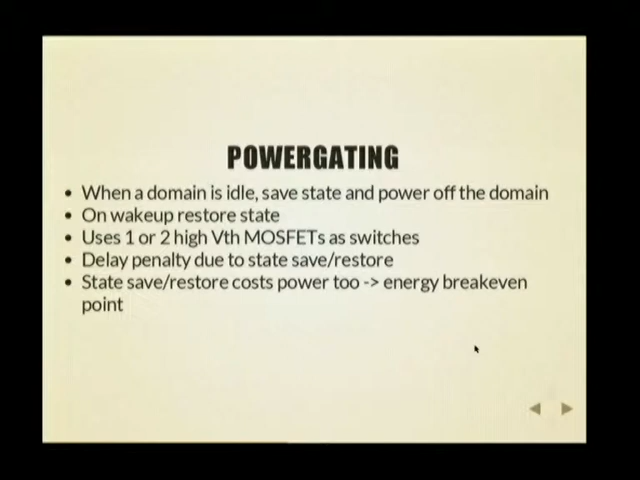 POWERGATING
• When a domain is idle, save state and power off the domain
• On wakeup restore state
• Uses 1 or 2 high Vth MOSFETs as switches
• Delay penalty due to state save/restore
• State save/restore costs power too -> energy breakeven
point